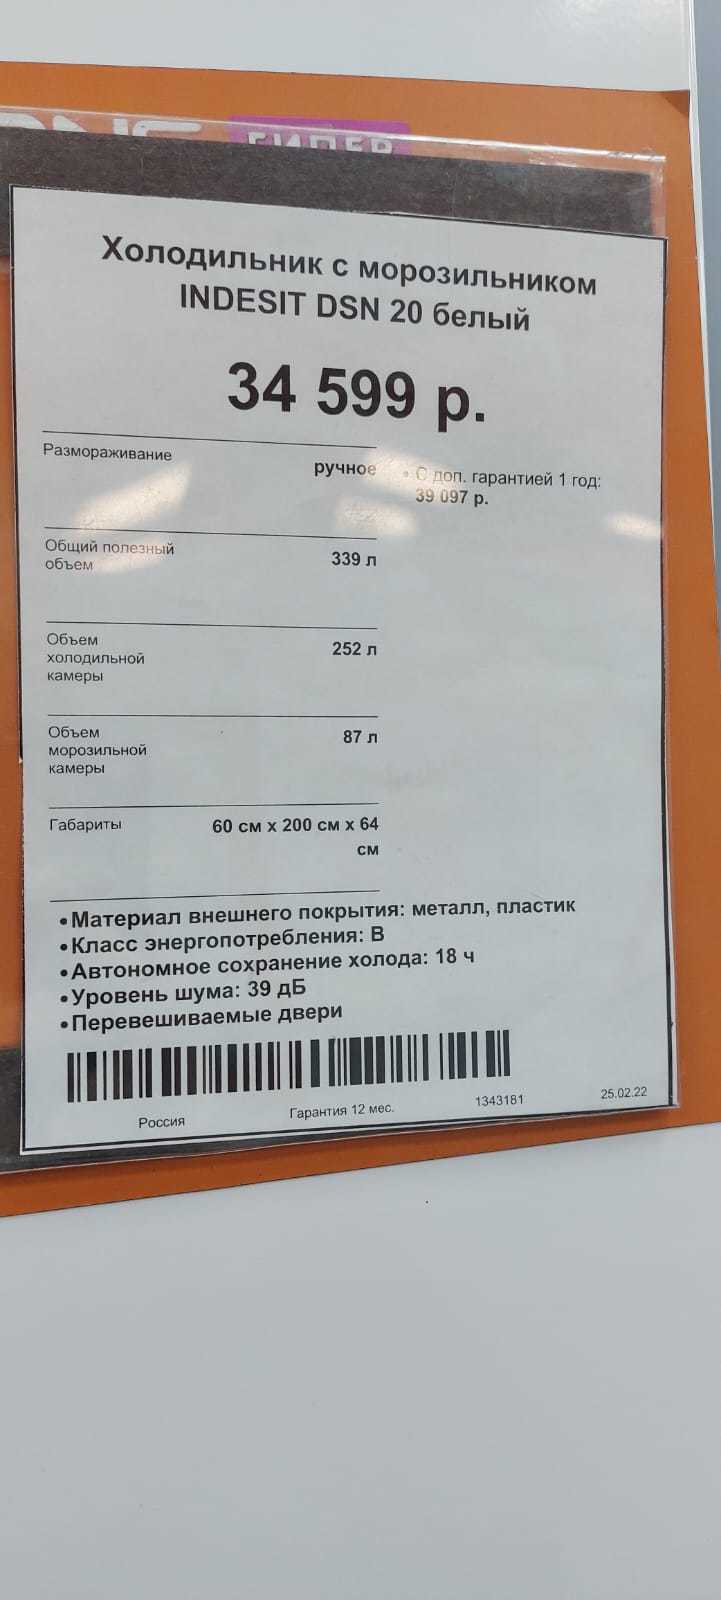 ГИПЕР
Холодильник с морозильником
INDESIT DSN 20 белый
34 599 р.
Размораживание
ручное
• С доп. гарантией 1 год:
39 097 р.
Общий полезный
объем
339 л
Объем
холодильной
камеры
252 л
Объем
морозильной
камеры
87 л
Габариты
60 см x 200 см x 64
см
•Материал внешнего покрытия: металл, пластик
•Класс энергопотребления: B
•Автономное сохранение холода: 18 ч
•Уровень шума: 39 дБ
•Перевешиваемые двери
Россия
Гарантия 12 мес.
1343181
25.02.22